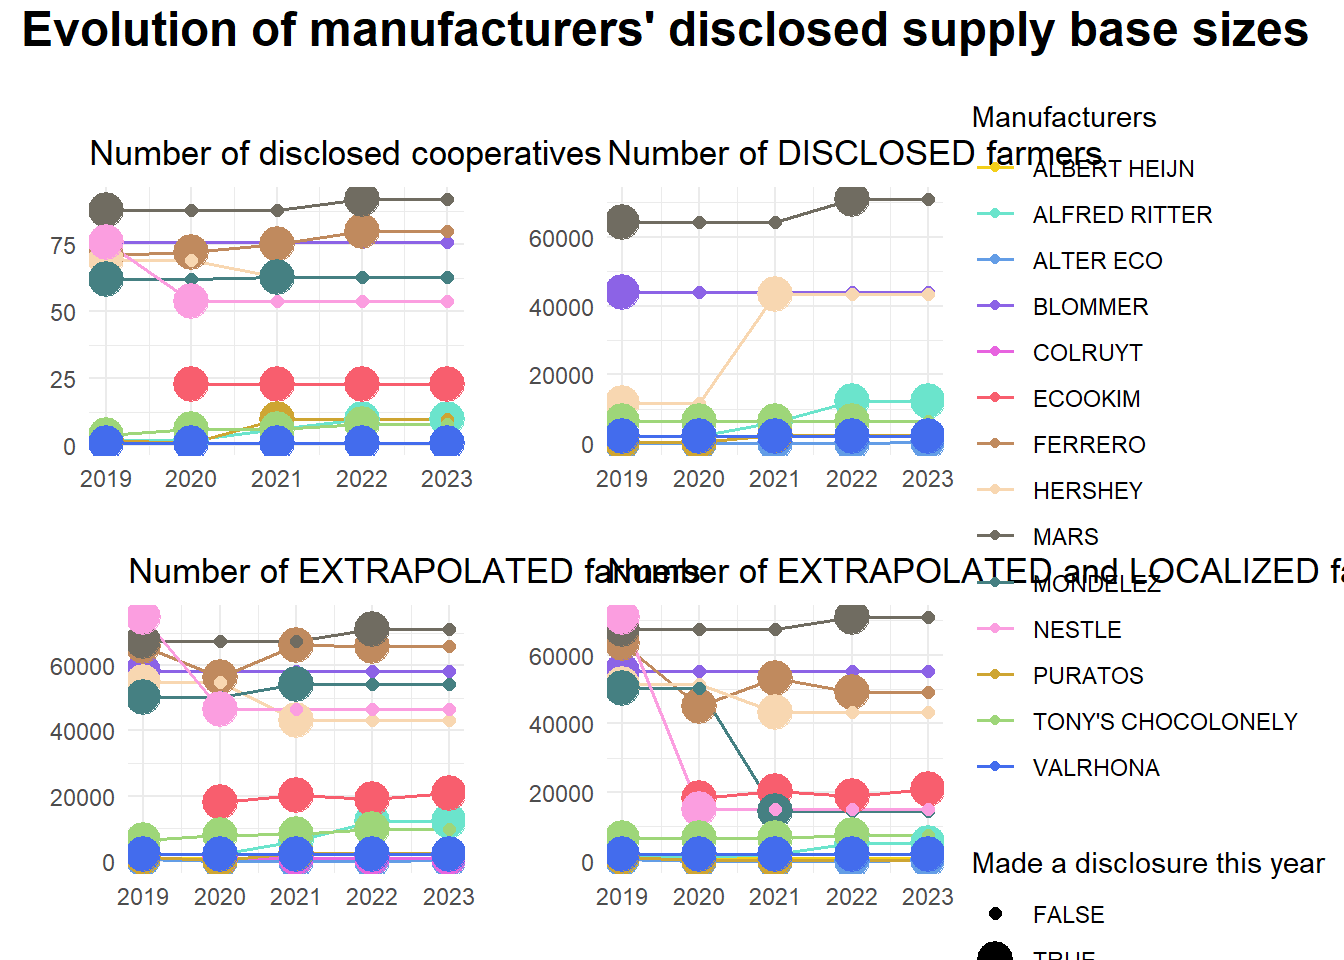 Evolution of manufacturers' disclosed supply base sizes
Number of disclosed cooperatives
75
50
25
0
2019 2020 2021 2022 2023
Number of DISCLOSED farmers
60000
40000
20000
0
2019 2020 2021 2022 2023
Number of EXTRAPOLATED farmers
60000
40000
20000
0
2019 2020 2021 2022 2023
Number of EXTRAPOLATED and LOCALIZED fa
60000
40000
20000
0
2019 2020 2021 2022 2023
Manufacturers
ALBERT HEIJN
ALFRED RITTER
ALTER ECO
BLOMMER
COLRUYT
ECOOKIM
FERRERO
HERSHEY
MARS
MONDELEZ
NESTLE
PURATOS
TONY'S CHOCOLONELY
VALRHONA
Made a disclosure this year
FALSE
TRUE